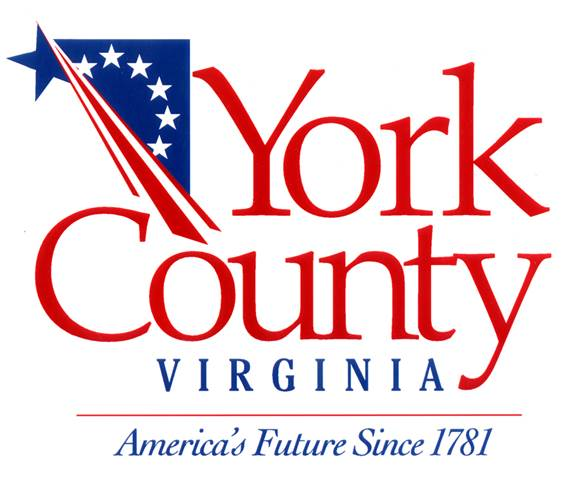 York
County
VIRGINIA
America's Future Since 1781